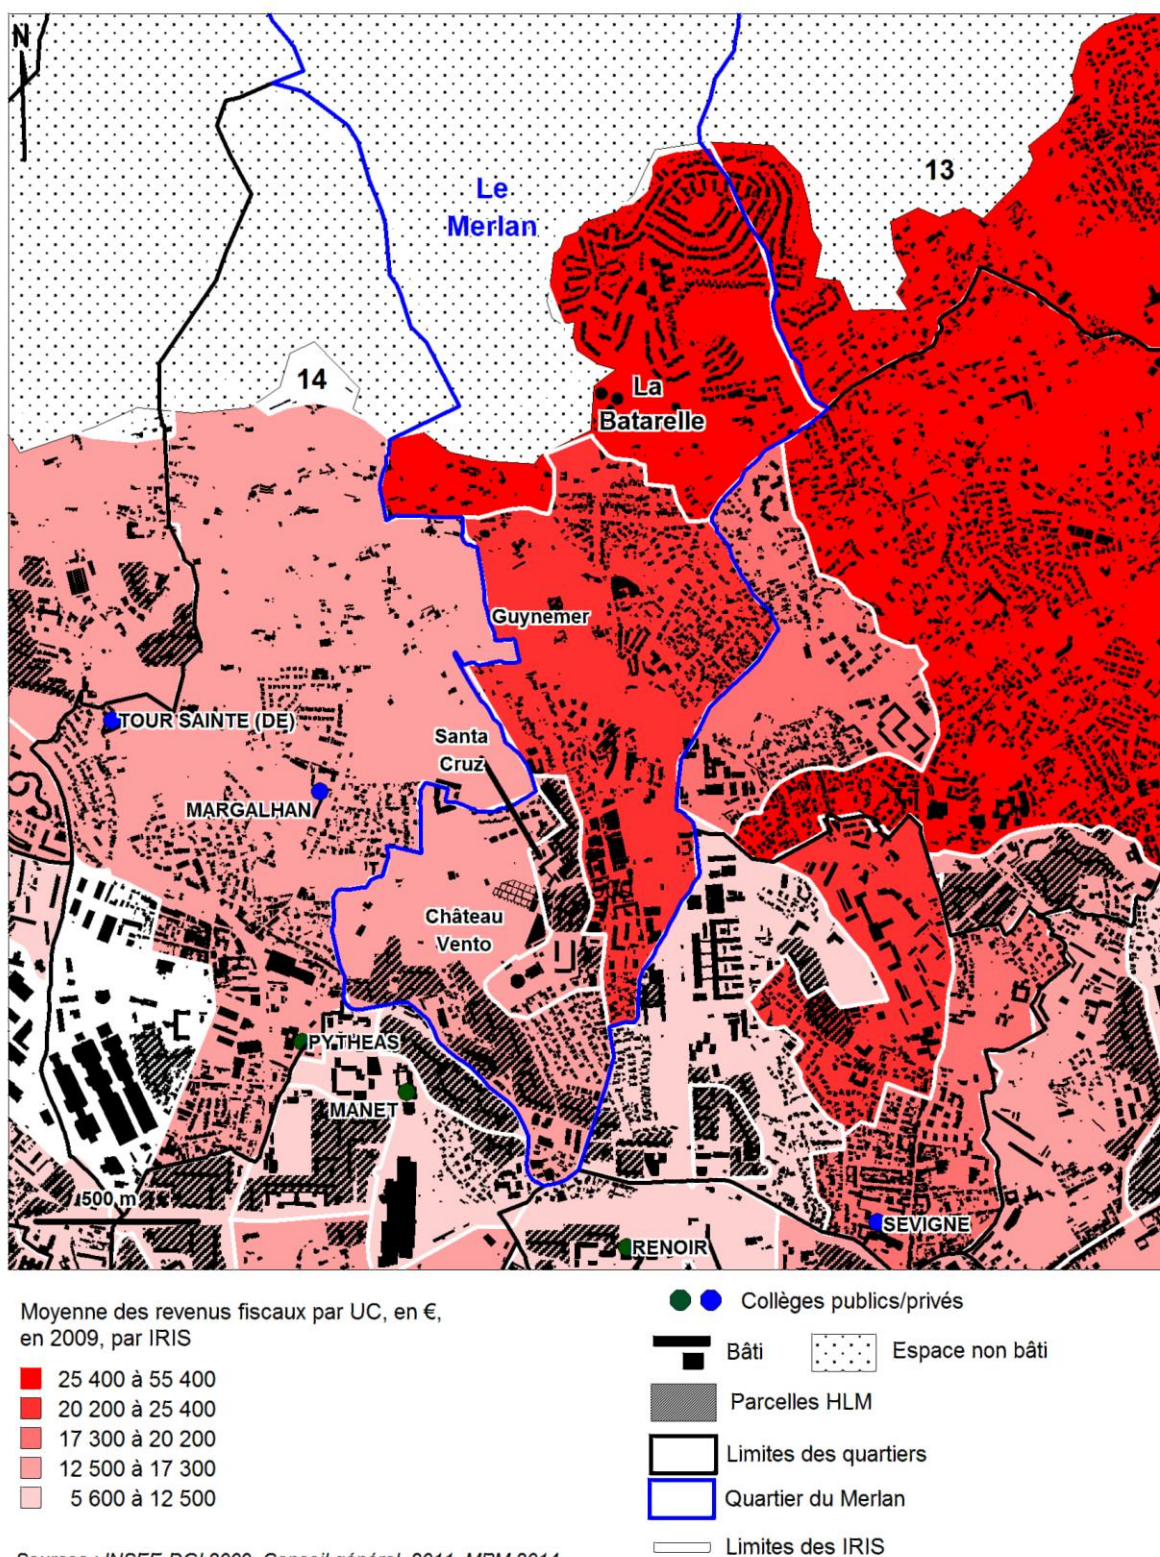 N
13
Le
Merlan
14
La
Batarelle
Guynemer
TOUR SAINTE (DE)
Santa
Cruz
MARGALHAN
Château
Vento
PYTHEAS
MANET
500 m
SEVIGNE
RENOIR
Moyenne des revenus fiscaux par UC, en €,
en 2009, par IRIS
25 400 à 55 400
20 200 à 25 400
17 300 à 20 200
12 500 à 17 300
5 600 à 12 500
Collèges publics/privés
Bâti
Espace non bâti
Parcelles HLM
Limites des quartiers
Quartier du Merlan
Limites des IRIS